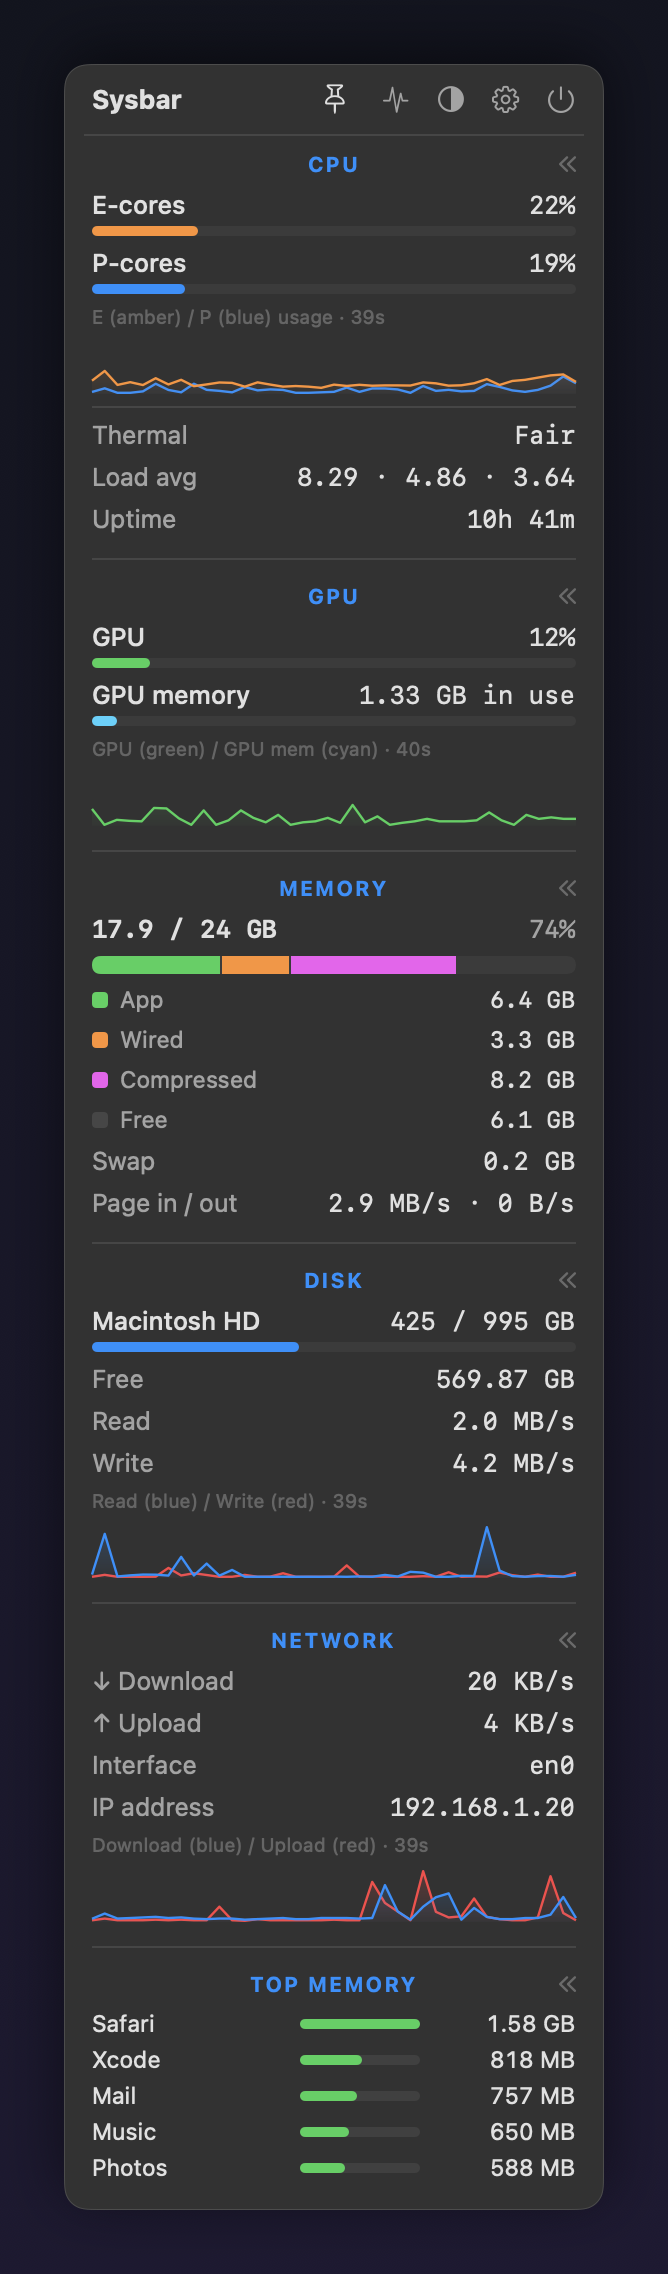 Sysbar
CPU
E-cores 22%
P-cores 19%
E (amber) / P (blue) usage · 39s
Thermal Fair
Load avg 8.29 · 4.86 · 3.64
Uptime 10h 41m
GPU
GPU 12%
GPU memory 1.33 GB in use
GPU (green) / GPU mem (cyan) · 40s
MEMORY
17.9 / 24 GB 74%
App 6.4 GB
Wired 3.3 GB
Compressed 8.2 GB
Free 6.1 GB
Swap 0.2 GB
Page in / out 2.9 MB/s · 0 B/s
DISK
Macintosh HD 425 / 995 GB
Free 569.87 GB
Read 2.0 MB/s
Write 4.2 MB/s
Read (blue) / Write (red) · 39s
NETWORK
↓ Download 20 KB/s
↑ Upload 4 KB/s
Interface en0
IP address 192.168.1.20
Download (blue) / Upload (red) · 39s
TOP MEMORY
Safari 1.58 GB
Xcode 818 MB
Mail 757 MB
Music 650 MB
Photos 588 MB